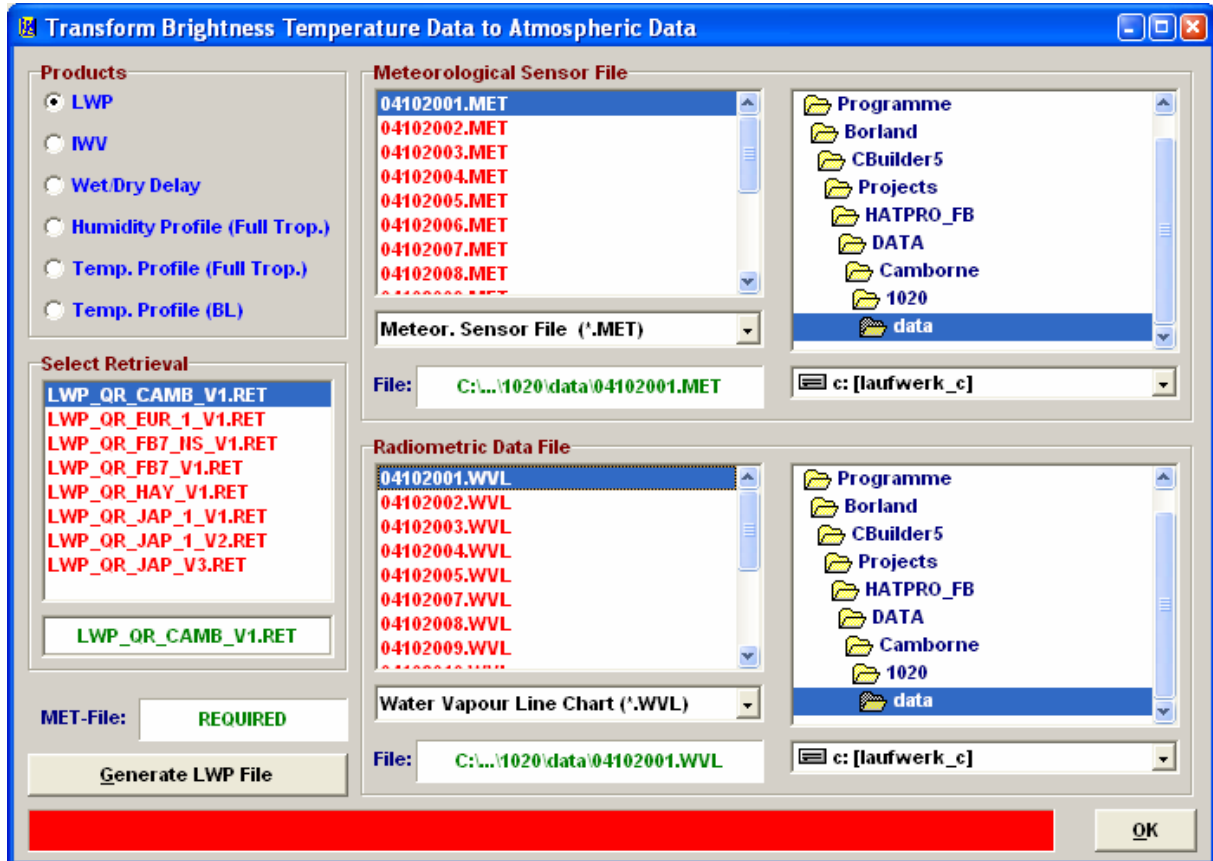 Transform Brightness Temperature Data to Atmospheric Data
Products
LWP
IWV
Wet/Dry Delay
Humidity Profile (Full Trop.)
Temp. Profile (Full Trop.)
Temp. Profile (BL)
Select Retrieval
LWP_QR_CAMB_V1.RET
LWP_QR_EUR_1_V1.RET
LWP_QR_FB7_NS_V1.RET
LWP_QR_FB7_V1.RET
LWP_QR_HAY_V1.RET
LWP_QR_JAP_1_V1.RET
LWP_QR_JAP_1_V2.RET
LWP_QR_JAP_V3.RET
LWP_QR_CAMB_V1.RET
MET-File: REQUIRED
Generate LWP File
Meteorological Sensor File
04102001.MET
04102002.MET
04102003.MET
04102004.MET
04102005.MET
04102006.MET
04102007.MET
04102008.MET
Meteor. Sensor File (*.MET)
File: C:\...\1020\data\04102001.MET
Programme
Borland
CBuilder5
Projects
HATPRO_FB
DATA
Camborne
1020
data
c: [laufwerk_c]
Radiometric Data File
04102001.WVL
04102002.WVL
04102003.WVL
04102004.WVL
04102005.WVL
04102007.WVL
04102008.WVL
04102009.WVL
Water Vapour Line Chart (*.WVL)
File: C:\...\1020\data\04102001.WVL
Programme
Borland
CBuilder5
Projects
HATPRO_FB
DATA
Camborne
1020
data
c: [laufwerk_c]
OK